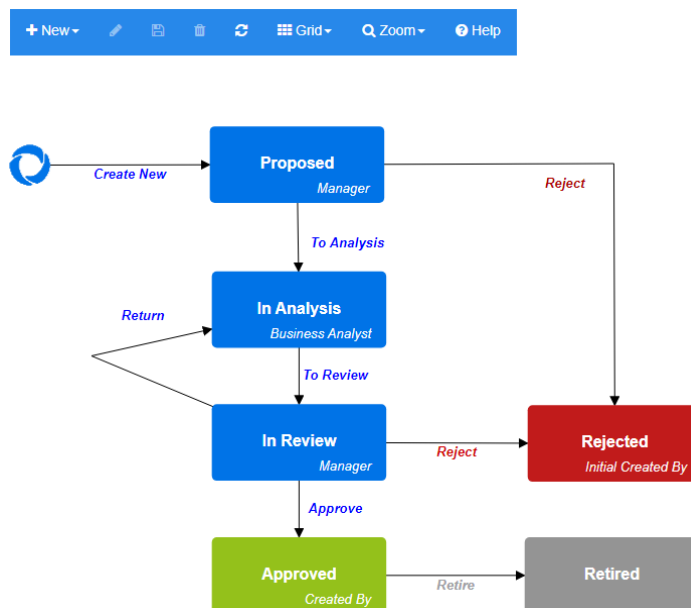 New
Grid
Zoom
Help
Proposed
Manager
Create New
Reject
To Analysis
In Analysis
Business Analyst
Return
To Review
In Review
Manager
Reject
Rejected
Initial Created By
Approve
Approved
Created By
Retire
Retired